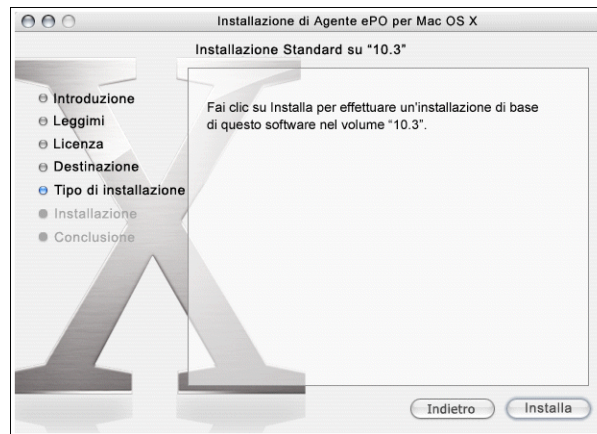 Installazione di Agente ePO per Mac OS X
Installazione Standard su “10.3”
Introduzione
Leggimi
Licenza
Destinazione
Tipo di installazione
Installazione
Conclusione
Fai clic su Installa per effettuare un'installazione di base
di questo software nel volume “10.3”.
Indietro
Installa